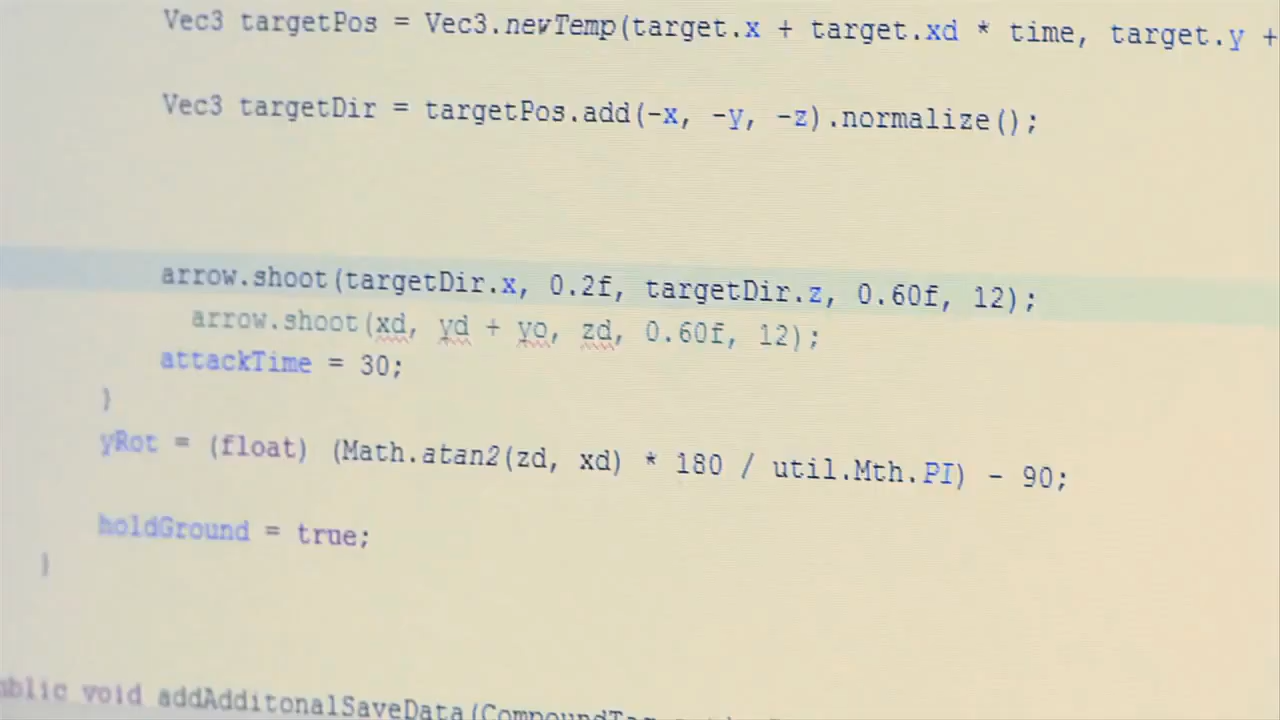 Vec3 targetPos = Vec3.newTemp(target.x + target.xd * time, target.y +
Vec3 targetDir = targetPos.add(-x, -y, -z).normalize();
arrow.shoot(targetDir.x, 0.2f, targetDir.z, 0.60f, 12);
arrow.shoot(xd, yd + yo, zd, 0.60f, 12);
attackTime = 30;
}
yRot = (float) (Math.atan2(zd, xd) * 180 / util.Mth.PI) - 90;
holdGround = true;
}
ublic void addAdditonalSaveData(CompoundTag